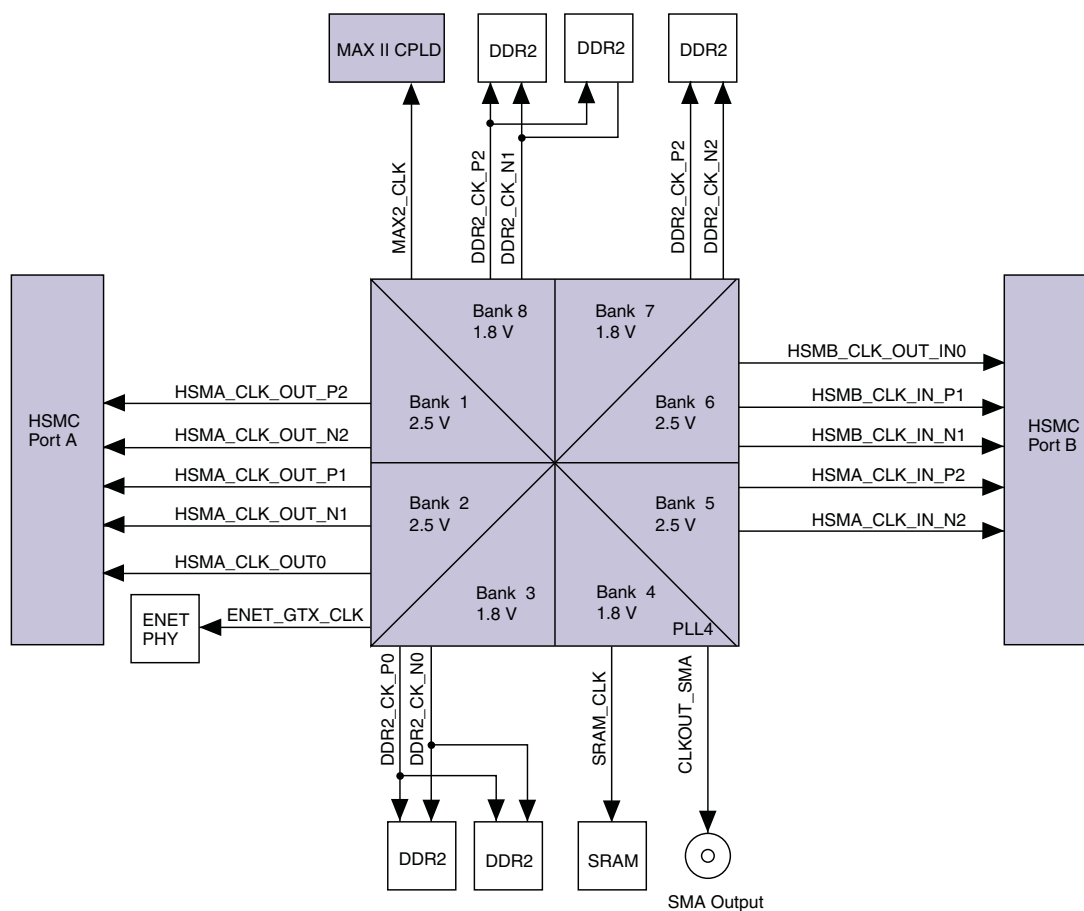 MAX II CPLD
DDR2
DDR2
DDR2
MAX2_CLK
DDR2_CK_P2
DDR2_CK_N1
DDR2_CK_P2
DDR2_CK_N2
HSMC
Port A
HSMA_CLK_OUT_P2
HSMA_CLK_OUT_N2
HSMA_CLK_OUT_P1
HSMA_CLK_OUT_N1
HSMA_CLK_OUT0
ENET
PHY
ENET_GTX_CLK
Bank 8
1.8 V
Bank 7
1.8 V
Bank 1
2.5 V
Bank 6
2.5 V
Bank 2
2.5 V
Bank 5
2.5 V
Bank 3
1.8 V
Bank 4
1.8 V
PLL4
HSMB_CLK_OUT_IN0
HSMB_CLK_IN_P1
HSMB_CLK_IN_N1
HSMA_CLK_IN_P2
HSMA_CLK_IN_N2
HSMC
Port B
DDR2_CK_P0
DDR2_CK_N0
SRAM_CLK
CLKOUT_SMA
DDR2
DDR2
SRAM
SMA Output